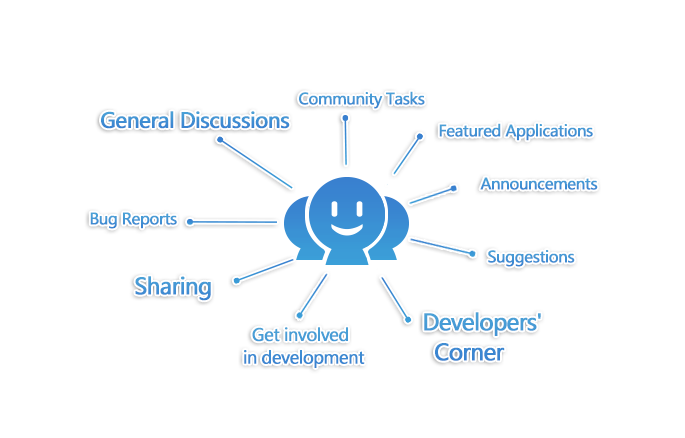 Community Tasks
General Discussions
Featured Applications
Announcements
Bug Reports
Suggestions
Sharing
Developers'
Corner
Get involved
in development